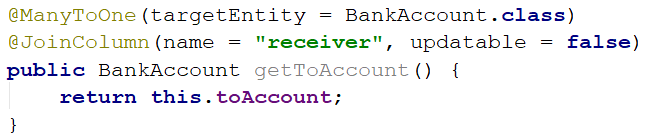 @ManyToOne(targetEntity = BankAccount.class)
@JoinColumn(name = "receiver", updatable = false)
public BankAccount getToAccount() {
    return this.toAccount;
}